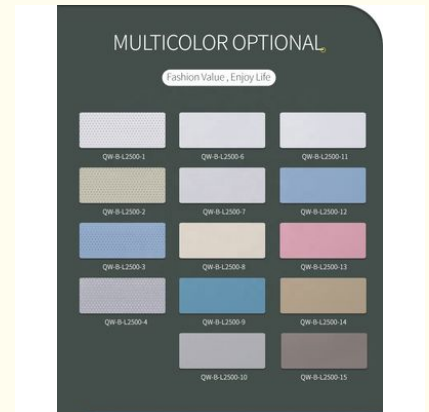 MULTICOLOR OPTIONAL
Fashion Value , Enjoy Life
QW-B-L2500-1
QW-B-L2500-6
QW-B-L2500-11
QW-B-L2500-2
QW-B-L2500-7
QW-B-L2500-12
QW-B-L2500-3
QW-B-L2500-8
QW-B-L2500-13
QW-B-L2500-4
QW-B-L2500-9
QW-B-L2500-14
QW-B-L2500-10
QW-B-L2500-15